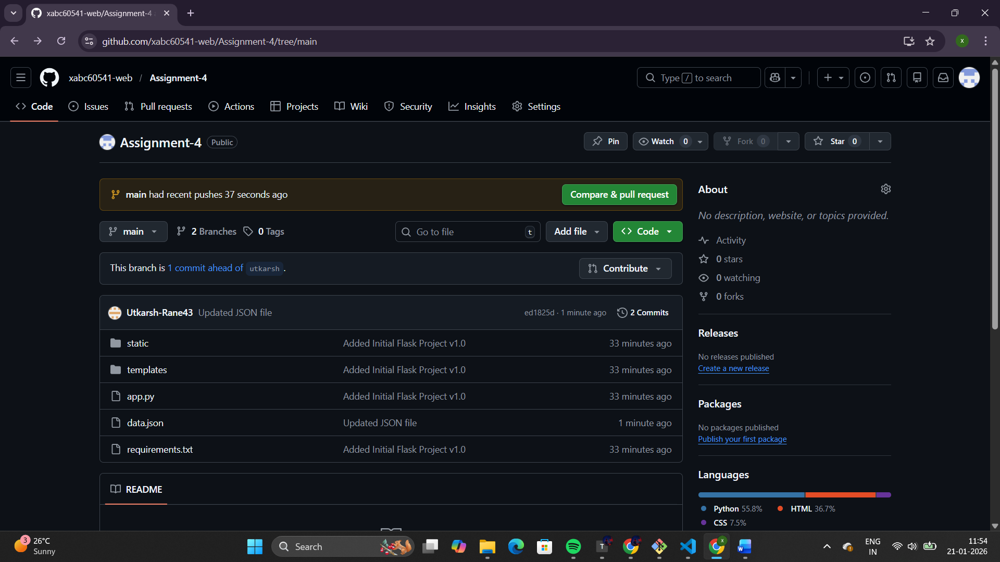 xabc60541-web/Assignment-4
github.com/xabc60541-web/Assignment-4/tree/main
X
xabc60541-web / Assignment-4
Type / to search
Code Issues Pull requests Actions Projects Wiki Security Insights Settings
Assignment-4 Public
Pin Watch 0 Fork 0 Star 0
main had recent pushes 37 seconds ago
Compare & pull request
main 2 Branches 0 Tags
Go to file t
Add file
Code
This branch is 1 commit ahead of utkarsh .
Contribute
Utkarsh-Rane43 Updated JSON file ed1825d · 1 minute ago 2 Commits
static Added Initial Flask Project v1.0 33 minutes ago
templates Added Initial Flask Project v1.0 33 minutes ago
app.py Added Initial Flask Project v1.0 33 minutes ago
data.json Updated JSON file 1 minute ago
requirements.txt Added Initial Flask Project v1.0 33 minutes ago
README
About
No description, website, or topics provided.
Activity
0 stars
0 watching
0 forks
Releases
No releases published
Create a new release
Packages
No packages published
Publish your first package
Languages
Python 55.8% HTML 36.7%
CSS 7.5%
3
26°C
Sunny
Search
T
W
X
ENG
IN
11:54
21-01-2026